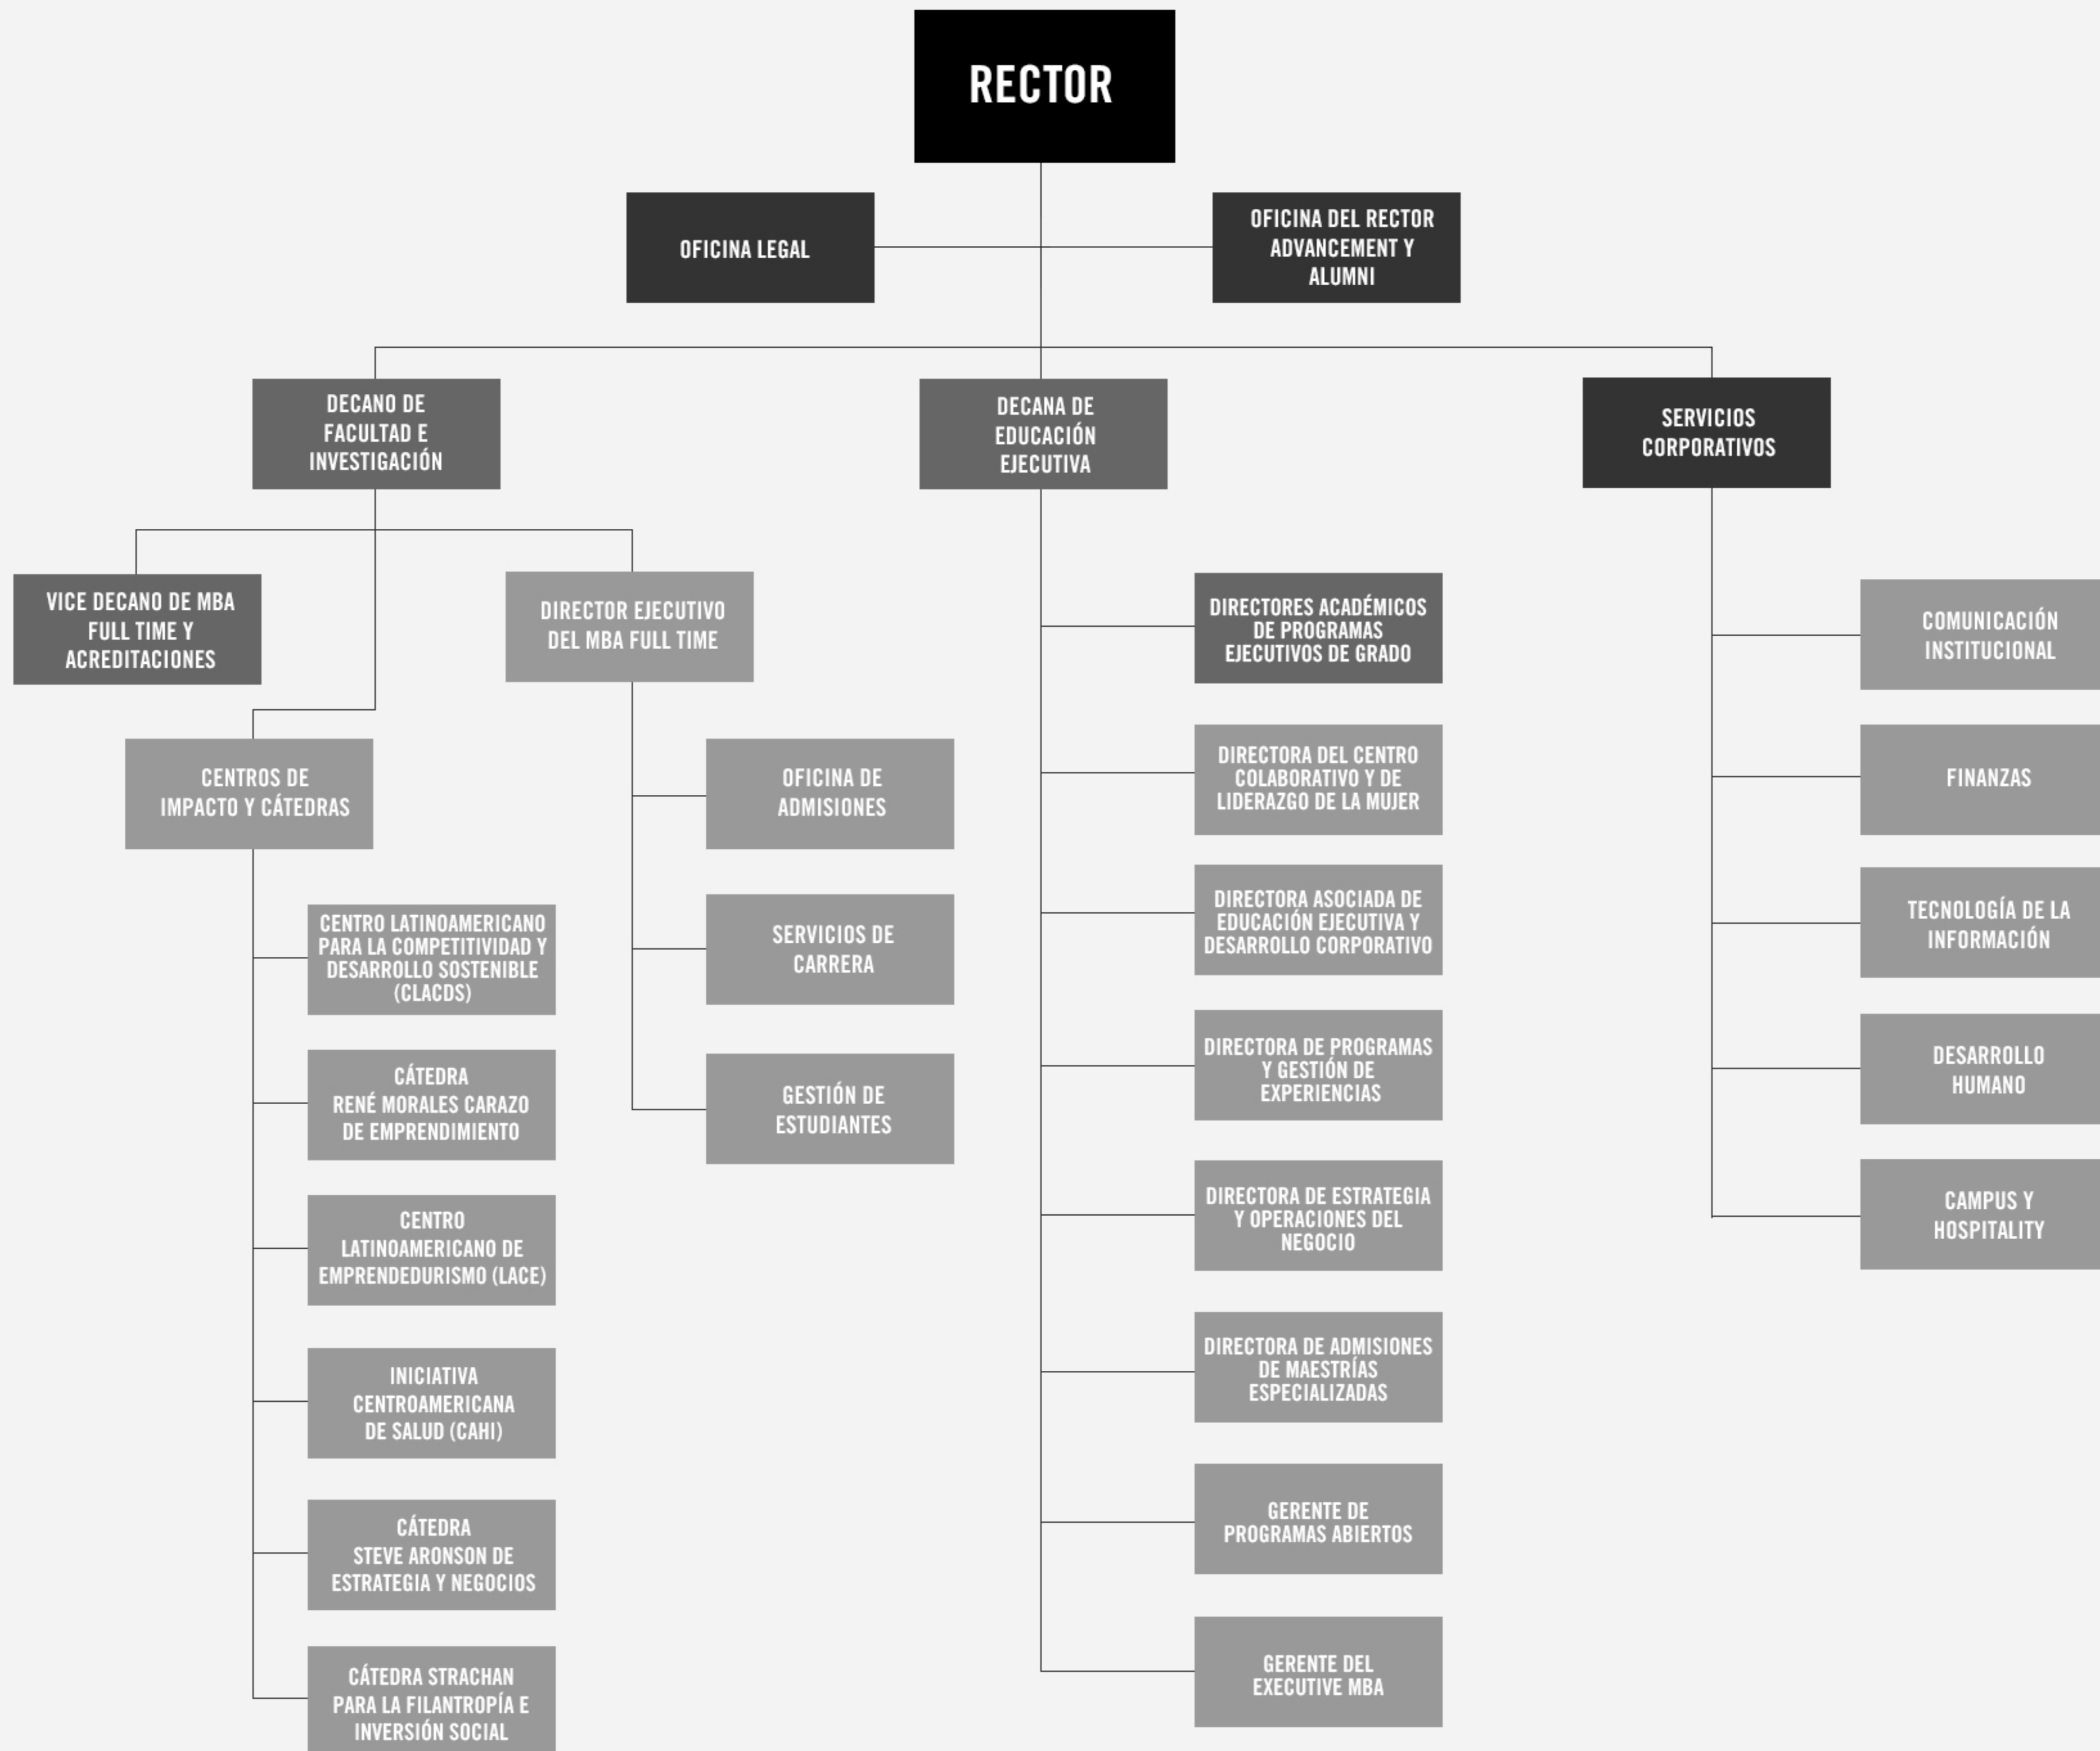 RECTOR
OFICINA LEGAL
OFICINA DEL RECTOR
ADVANCEMENT Y
ALUMNI
DECANO DE
FACULTAD E
INVESTIGACIÓN
DECANA DE
EDUCACIÓN
EJECUTIVA
SERVICIOS
CORPORATIVOS
VICE DECANO DE MBA
FULL TIME Y
ACREDITACIONES
DIRECTOR EJECUTIVO
DEL MBA FULL TIME
CENTROS DE
IMPACTO Y CÁTEDRAS
CENTRO LATINOAMERICANO
PARA LA COMPETITIVIDAD Y
DESARROLLO SOSTENIBLE
(CLACDS)
CÁTEDRA
RENÉ MORALES CARAZO
DE EMPRENDIMIENTO
CENTRO
LATINOAMERICANO DE
EMPRENDEDURISMO (LACE)
INICIATIVA
CENTROAMERICANA
DE SALUD (CAHI)
CÁTEDRA
STEVE ARONSON DE
ESTRATEGIA Y NEGOCIOS
CÁTEDRA STRACHAN
PARA LA FILANTROPÍA E
INVERSIÓN SOCIAL
OFICINA DE
ADMISIONES
SERVICIOS DE
CARRERA
GESTIÓN DE
ESTUDIANTES
DIRECTORES ACADÉMICOS
DE PROGRAMAS
EJECUTIVOS DE GRADO
DIRECTORA DEL CENTRO
COLABORATIVO Y DE
LIDERAZGO DE LA MUJER
DIRECTORA ASOCIADA DE
EDUCACIÓN EJECUTIVA Y
DESARROLLO CORPORATIVO
DIRECTORA DE PROGRAMAS
Y GESTIÓN DE
EXPERIENCIAS
DIRECTORA DE ESTRATEGIA
Y OPERACIONES DEL
NEGOCIO
DIRECTORA DE ADMISIONES
DE MAESTRÍAS
ESPECIALIZADAS
GERENTE DE
PROGRAMAS ABIERTOS
GERENTE DEL
EXECUTIVE MBA
COMUNICACIÓN
INSTITUCIONAL
FINANZAS
TECNOLOGÍA DE LA
INFORMACIÓN
DESARROLLO
HUMANO
CAMPUS Y
HOSPITALITY